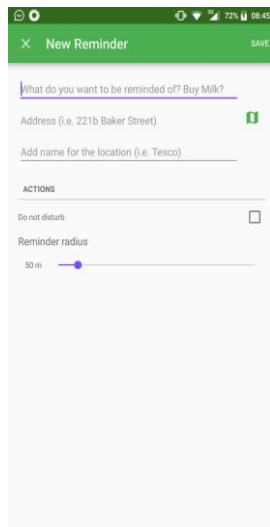 3G 72% 08:45
New Reminder SAVE
What do you want to be reminded of? Buy Milk?
Address (i.e. 221b Baker Street)
Add name for the location (i.e. Tesco)
ACTIONS
Do not disturb
Reminder radius
50 m